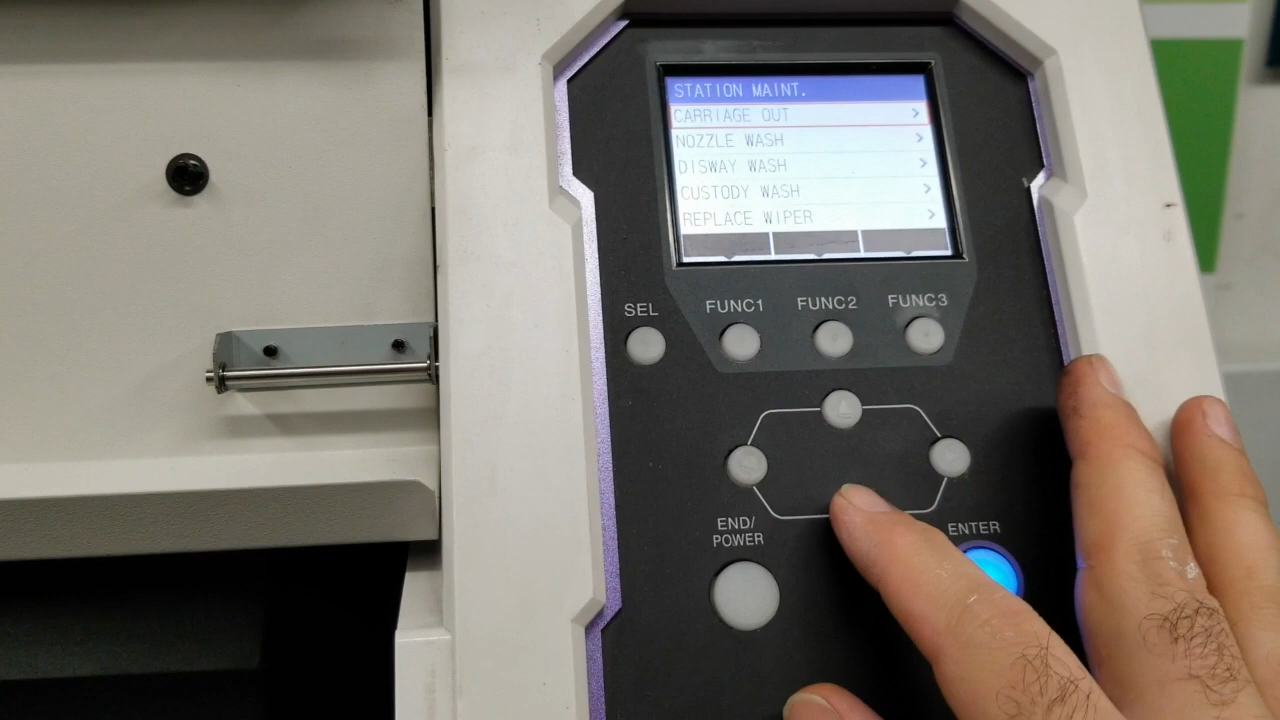 STATION MAINT.
CARRIAGE OUT >
NOZZLE WASH >
DISWAY WASH >
CUSTODY WASH >
REPLACE WIPER >
SEL
FUNC1
FUNC2
FUNC3
END/
POWER
ENTER